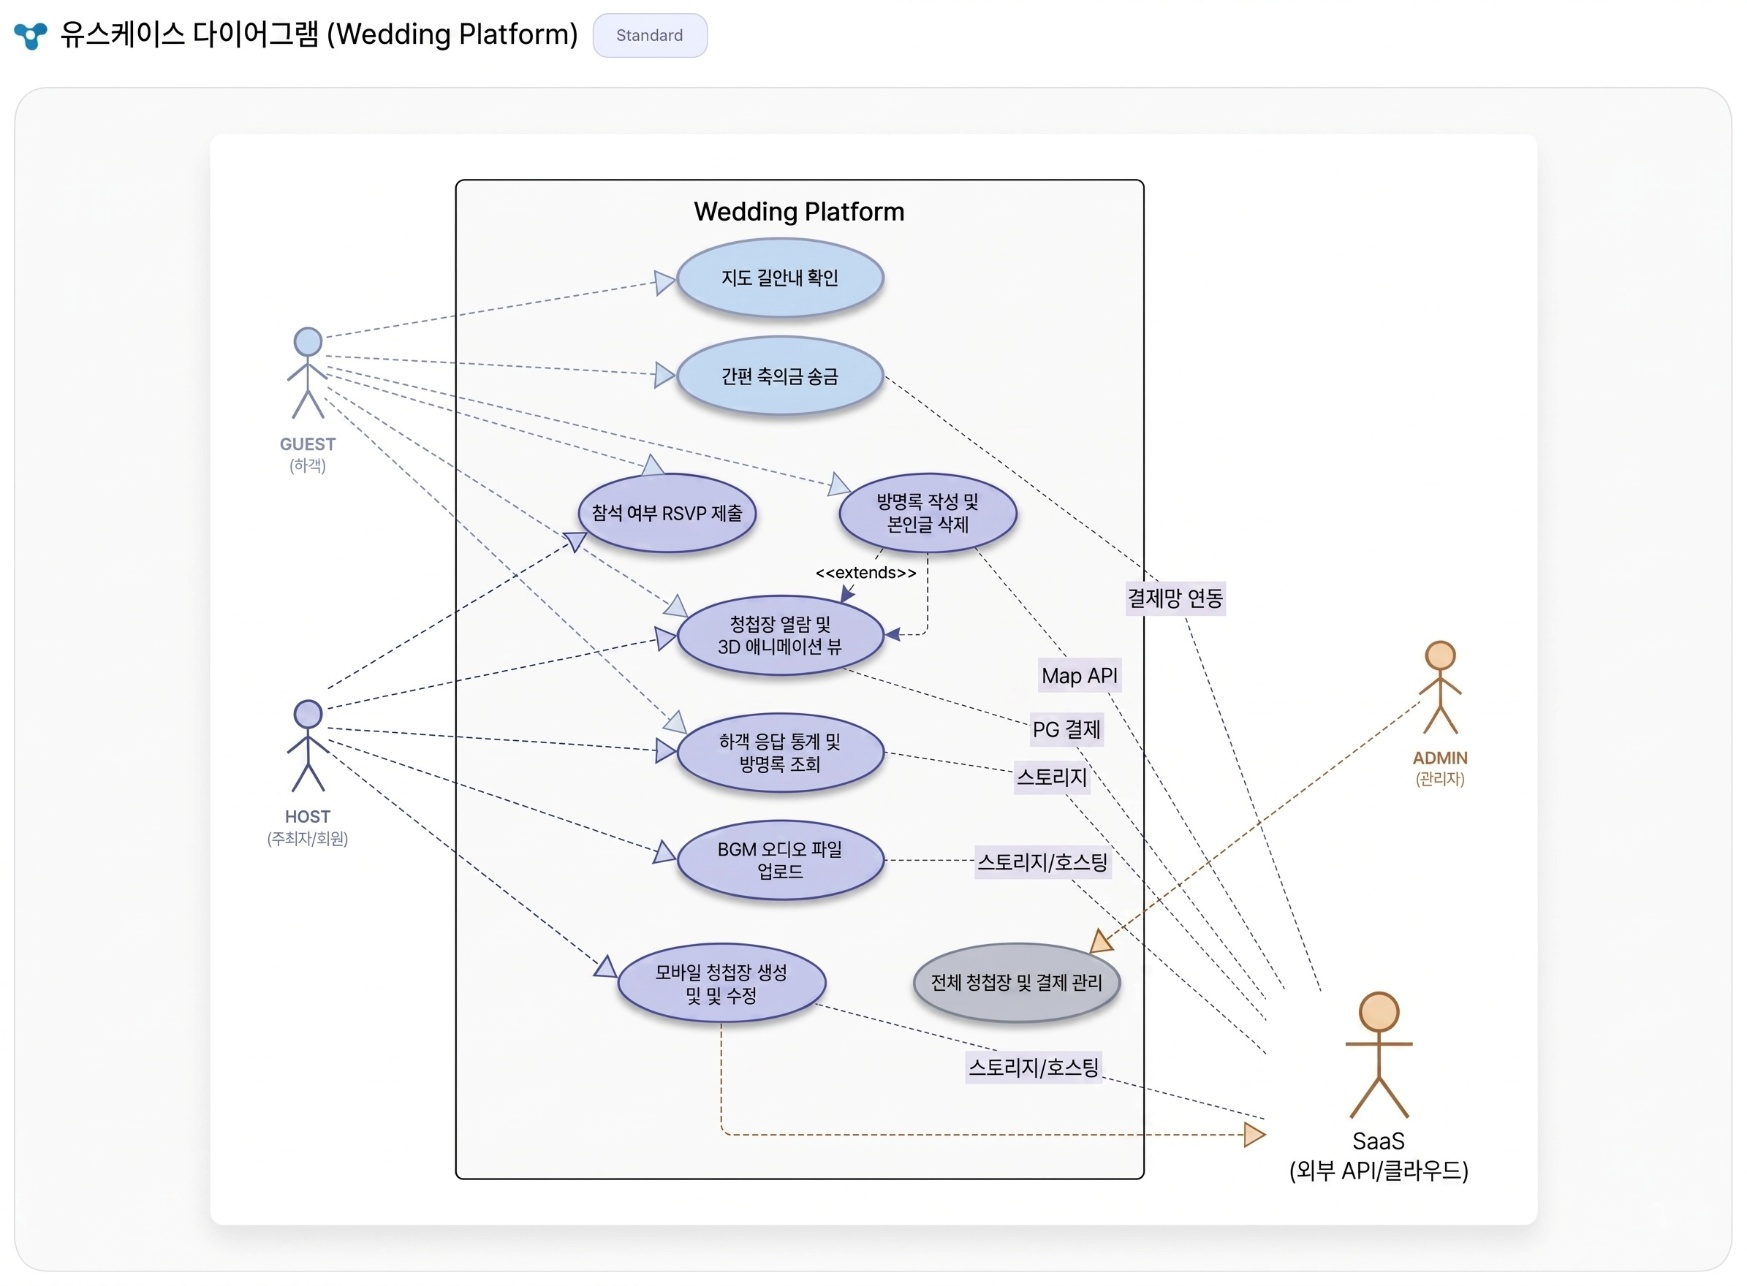 유스케이스 다이어그램 (Wedding Platform)
Standard
Wedding Platform
지도 길안내 확인
간편 축의금 송금
GUEST
(하객)
참석 여부 RSVP 제출
방명록 작성 및
본인글 삭제
<<extends>>
결제망 연동
청첩장 열람 및
3D 애니메이션 뷰
Map API
PG 결제
하객 응답 통계 및
방명록 조회
스토리지
ADMIN
(관리자)
HOST
(주최자/회원)
BGM 오디오 파일
업로드
스토리지/호스팅
모바일 청첩장 생성
및 및 수정
전체 청첩장 및 결제 관리
스토리지/호스팅
SaaS
(외부 API/클라우드)